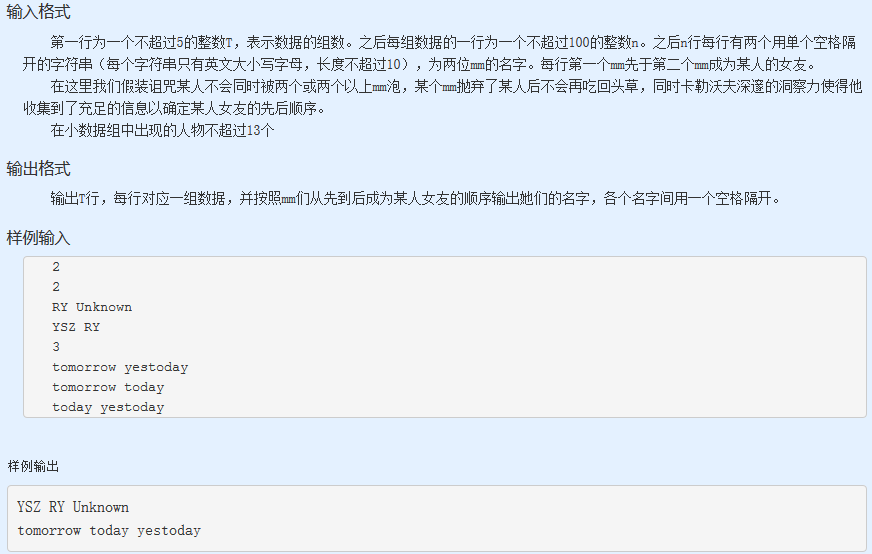 输入格式
第一行为一个不超过5的整数T，表示数据的组数。之后每组数据的一行为一个不超过100的整数n。之后n行每行有两个用单个空格隔
开的字符串（每个字符串只有英文大小写字母，长度不超过10），为两位mm的名字。每行第一个mm先于第二个mm成为某人的女友。
在这里我们假装诅咒某人不会同时被两个或两个以上mm泡，某个mm抛弃了某人后不会再吃回头草，同时卡勒沃夫深邃的洞察力使得他
收集到了充足的信息以确定某人女友的先后顺序。
在小数据组中出现的人物不超过13个
输出格式
输出T行，每行对应一组数据，并按照mm们从先到后成为某人女友的顺序输出她们的名字，各个名字间用一个空格隔开。
样例输入
2
2
RY Unknown
YSZ RY
3
tomorrow yestoday
tomorrow today
today yestoday
样例输出
YSZ RY Unknown
tomorrow today yestoday